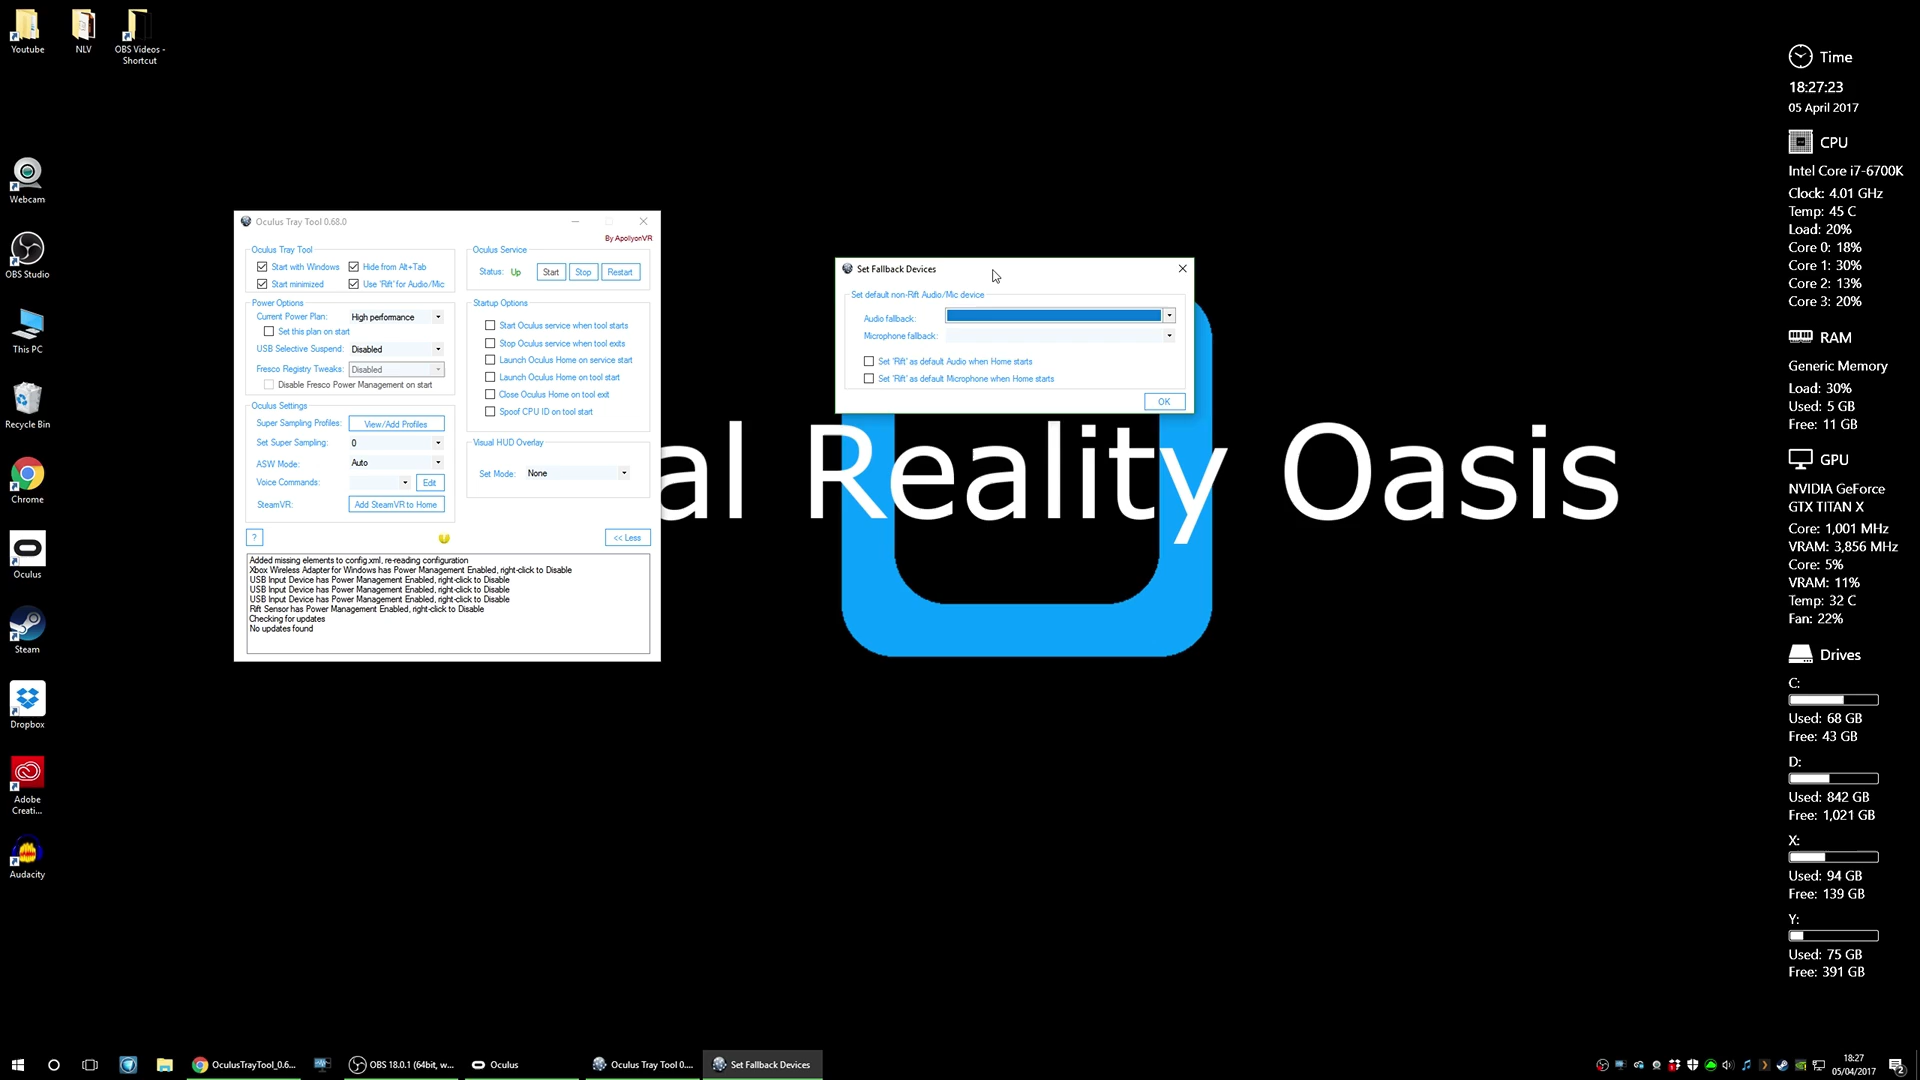 Youtube
NLV
OBS Videos -
Shortcut
Webcam
OBS Studio
This PC
Recycle Bin
Chrome
Oculus
Steam
Dropbox
Adobe
Creati...
Audacity
Oculus Tray Tool 0.68.0
By ApollyonVR
Oculus Tray Tool
Start with Windows
Hide from Alt+Tab
Start minimized
Use 'Rift' for Audio/Mic
Power Options
Current Power Plan: High performance
Set this plan on start
USB Selective Suspend: Disabled
Fresco Registry Tweaks: Disabled
Disable Fresco Power Management on start
Oculus Settings
Super Sampling Profiles: View/Add Profiles
Set Super Sampling: 0
ASW Mode: Auto
Voice Commands: Edit
SteamVR: Add SteamVR to Home
Oculus Service
Status: Up Start Stop Restart
Startup Options
Start Oculus service when tool starts
Stop Oculus service when tool exits
Launch Oculus Home on service start
Launch Oculus Home on tool start
Close Oculus Home on tool exit
Spoof CPU ID on tool start
Visual HUD Overlay
Set Mode: None
?
<< Less
Added missing elements to config.xml, re-reading configuration
Xbox Wireless Adapter for Windows has Power Management Enabled, right-click to Disable
USB Input Device has Power Management Enabled, right-click to Disable
USB Input Device has Power Management Enabled, right-click to Disable
USB Input Device has Power Management Enabled, right-click to Disable
Rift Sensor has Power Management Enabled, right-click to Disable
Checking for updates
No updates found
Set Fallback Devices
Set default non-Rift Audio/Mic device
Audio fallback:
Microphone fallback:
Set 'Rift' as default Audio when Home starts
Set 'Rift' as default Microphone when Home starts
OK
al Reality Oasis
Time
18:27:23
05 April 2017
CPU
Intel Core i7-6700K
Clock: 4.01 GHz
Temp: 45 C
Load: 20%
Core 0: 18%
Core 1: 30%
Core 2: 13%
Core 3: 20%
RAM
Generic Memory
Load: 30%
Used: 5 GB
Free: 11 GB
GPU
NVIDIA GeForce
GTX TITAN X
Core: 1,001 MHz
VRAM: 3,856 MHz
Core: 5%
VRAM: 11%
Temp: 32 C
Fan: 22%
Drives
C:
Used: 68 GB
Free: 43 GB
D:
Used: 842 GB
Free: 1,021 GB
X:
Used: 94 GB
Free: 139 GB
Y:
Used: 75 GB
Free: 391 GB
OculusTrayTool_0.6...
OBS 18.0.1 (64bit, w...
Oculus
Oculus Tray Tool 0....
Set Fallback Devices
18:27
05/04/2017
2